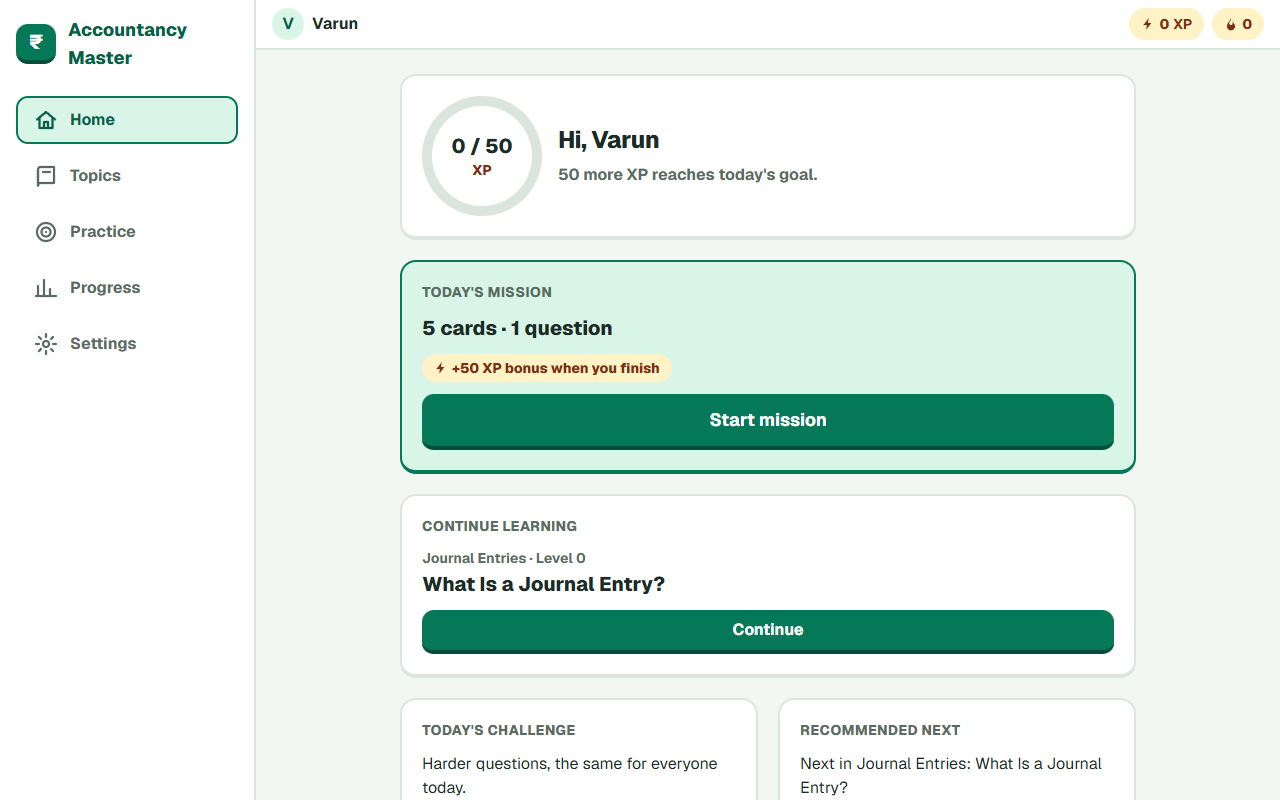 ₹
Accountancy
Master
Home
Topics
Practice
Progress
Settings
V Varun
0 XP
0
0 / 50
XP
Hi, Varun
50 more XP reaches today's goal.
TODAY'S MISSION
5 cards · 1 question
+50 XP bonus when you finish
Start mission
CONTINUE LEARNING
Journal Entries · Level 0
What Is a Journal Entry?
Continue
TODAY'S CHALLENGE
Harder questions, the same for everyone
today.
RECOMMENDED NEXT
Next in Journal Entries: What Is a Journal
Entry?